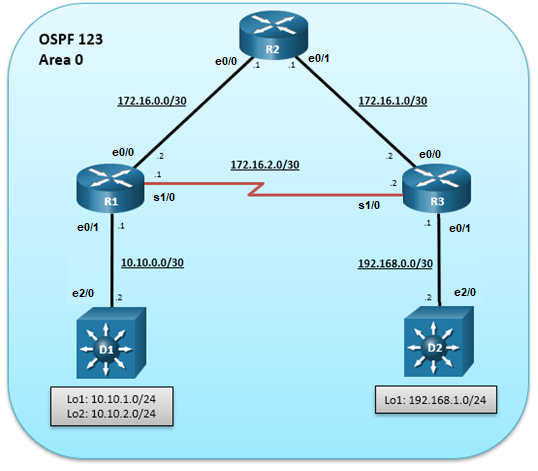 OSPF 123
Area 0
R2
e0/0
.1
.1
e0/1
172.16.0.0/30
172.16.1.0/30
e0/0
.2
172.16.2.0/30
.2
e0/0
.1
.2
R1
s1/0
s1/0
R3
e0/1
.1
.1
e0/1
10.10.0.0/30
192.168.0.0/30
e2/0
.2
.2
e2/0
D1
D2
Lo1: 10.10.1.0/24
Lo2: 10.10.2.0/24
Lo1: 192.168.1.0/24